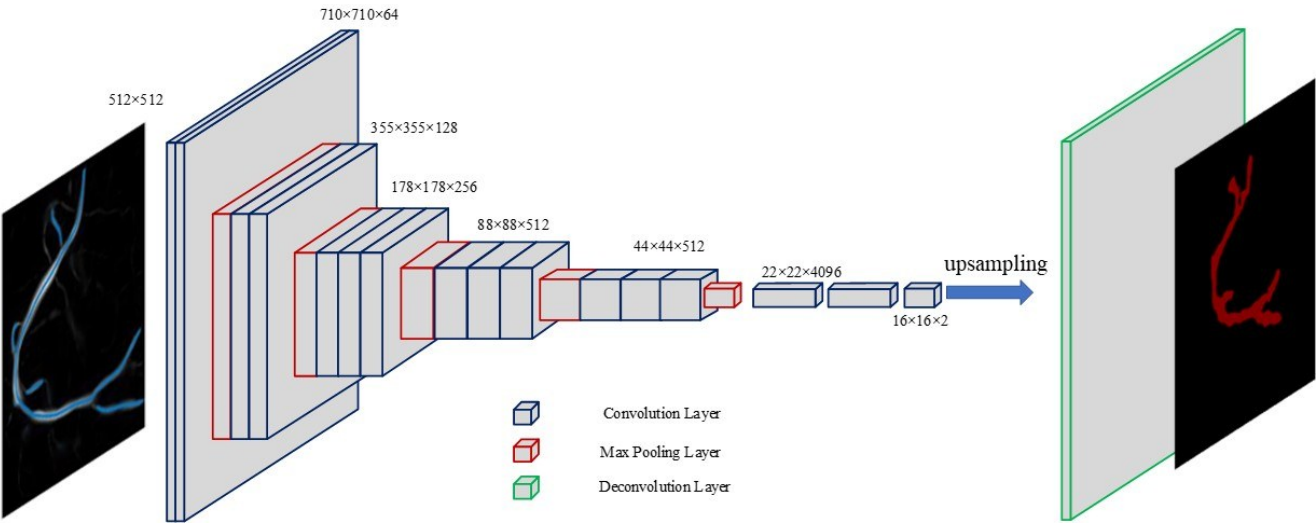 710×710×64
512×512
355×355×128
178×178×256
88×88×512
44×44×512
22×22×4096
16×16×2
upsampling
Convolution Layer
Max Pooling Layer
Deconvolution Layer